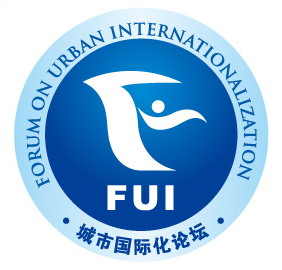 FORUM ON URBAN INTERNATIONALIZATION
FUI
·城市国际化论坛·